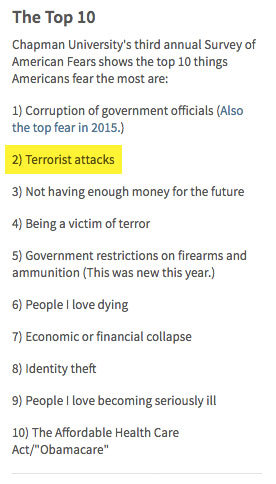 The Top 10
Chapman University's third annual Survey of
American Fears shows the top 10 things
Americans fear the most are:
1) Corruption of government officials (Also
the top fear in 2015.)
2) Terrorist attacks
3) Not having enough money for the future
4) Being a victim of terror
5) Government restrictions on firearms and
ammunition (This was new this year.)
6) People I love dying
7) Economic or financial collapse
8) Identity theft
9) People I love becoming seriously ill
10) The Affordable Health Care
Act/"Obamacare"